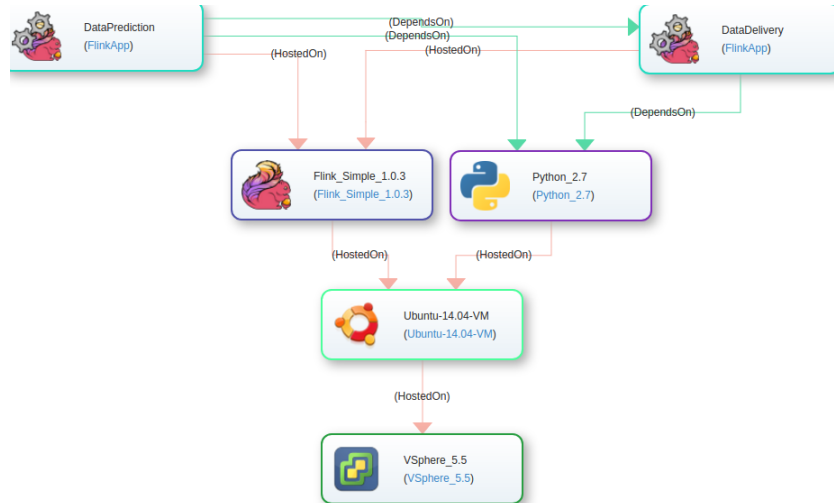 DataPrediction
(FlinkApp)
(DependsOn)
(DependsOn)
(HostedOn)
(HostedOn)
DataDelivery
(FlinkApp)
(DependsOn)
Flink_Simple_1.0.3
(Flink_Simple_1.0.3)
Python_2.7
(Python_2.7)
(HostedOn)
(HostedOn)
Ubuntu-14.04-VM
(Ubuntu-14.04-VM)
(HostedOn)
VSphere_5.5
(VSphere_5.5)